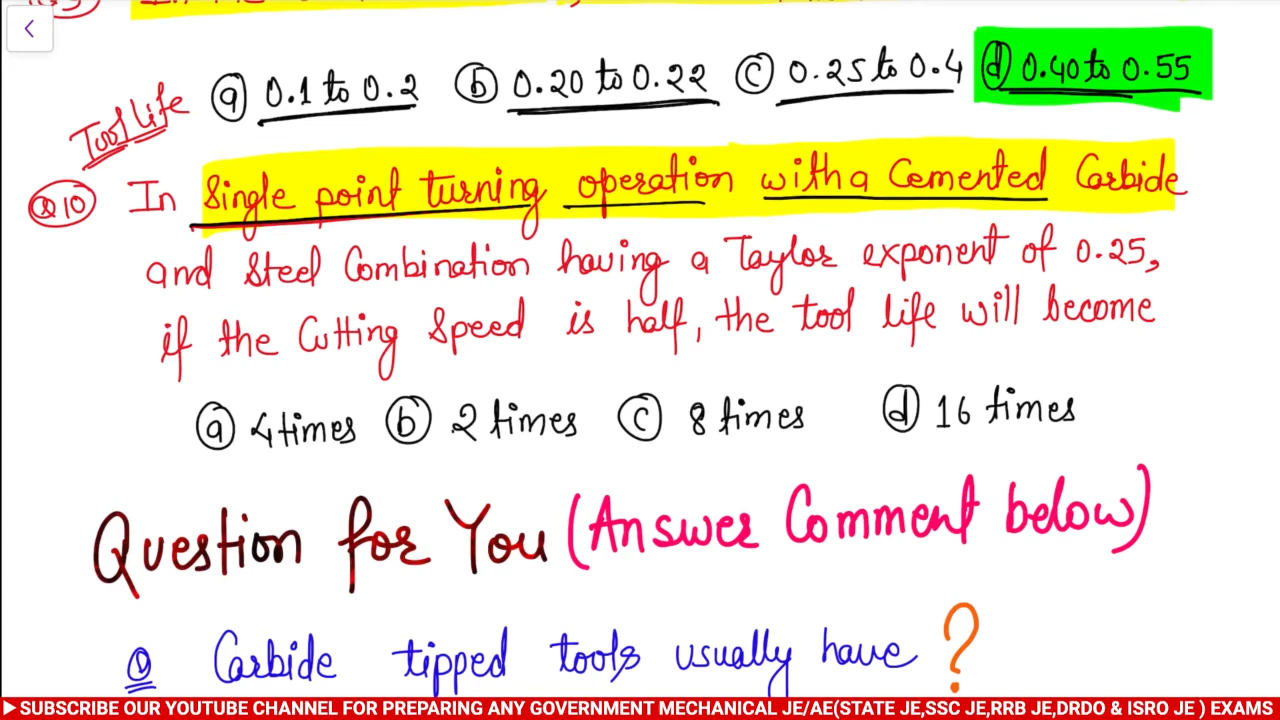 ⓐ 0.1 to 0.2 ⓑ 0.20 to 0.22 ⓒ 0.25 to 0.4 ⓓ 0.40 to 0.55
Tool Life
Q10 In Single point turning operation with a Cemented Carbide
and Steel Combination having a Taylor exponent of 0.25,
if the Cutting Speed is half, the tool life will become
ⓐ 4 times ⓑ 2 times ⓒ 8 times ⓓ 16 times
Question for You (Answer Comment below)
Q Carbide tipped tools usually have ?
▶ SUBSCRIBE OUR YOUTUBE CHANNEL FOR PREPARING ANY GOVERNMENT MECHANICAL JE/AE(STATE JE,SSC JE,RRB JE,DRDO & ISRO JE ) EXAMS